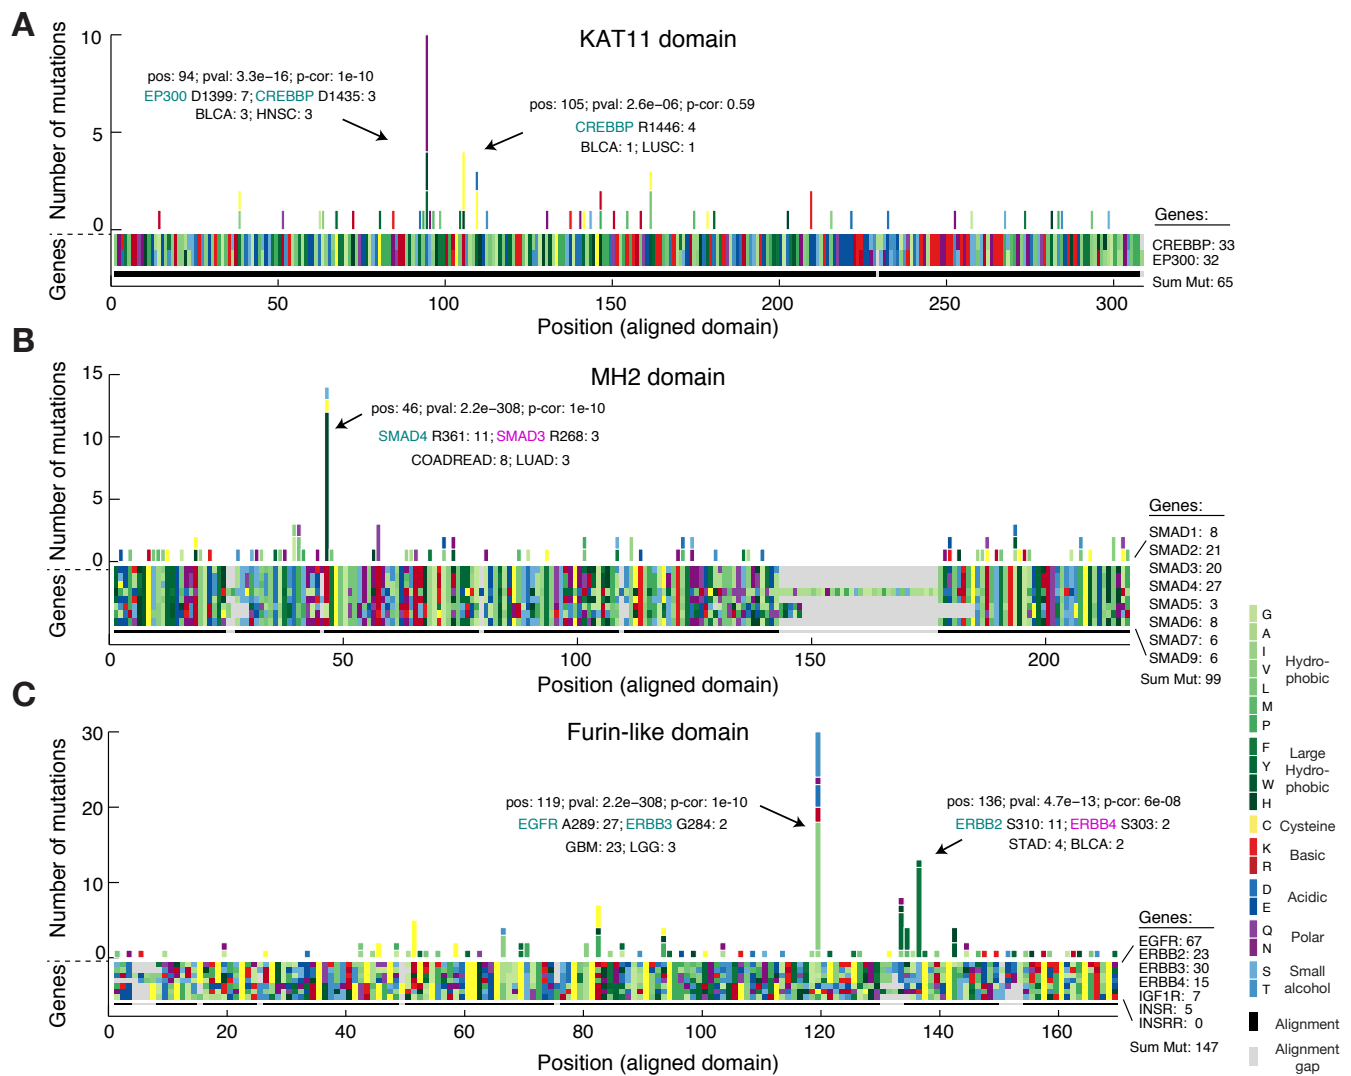 A
KAT11 domain
Number of mutations
10
5
0
pos: 94; pval: 3.3e−16; p-cor: 1e-10
EP300 D1399: 7; CREBBP D1435: 3
BLCA: 3; HNSC: 3
pos: 105; pval: 2.6e−06; p-cor: 0.59
CREBBP R1446: 4
BLCA: 1; LUSC: 1
Genes
Genes:
CREBBP: 33
EP300: 32
Sum Mut: 65
0 50 100 150 200 250 300
Position (aligned domain)
B
MH2 domain
Number of mutations
15
10
5
0
pos: 46; pval: 2.2e−308; p-cor: 1e-10
SMAD4 R361: 11; SMAD3 R268: 3
COADREAD: 8; LUAD: 3
Genes
Genes:
SMAD1: 8
SMAD2: 21
SMAD3: 20
SMAD4: 27
SMAD5: 3
SMAD6: 8
SMAD7: 6
SMAD9: 6
Sum Mut: 99
0 50 100 150 200
Position (aligned domain)
C
Furin-like domain
Number of mutations
30
20
10
0
pos: 119; pval: 2.2e−308; p-cor: 1e-10
EGFR A289: 27; ERBB3 G284: 2
GBM: 23; LGG: 3
pos: 136; pval: 4.7e−13; p-cor: 6e-08
ERBB2 S310: 11; ERBB4 S303: 2
STAD: 4; BLCA: 2
Genes
Genes:
EGFR: 67
ERBB2: 23
ERBB3: 30
ERBB4: 15
IGF1R: 7
INSR: 5
INSRR: 0
Sum Mut: 147
0 20 40 60 80 100 120 140 160
Position (aligned domain)
G
A
I
V
L
M
P
Hydro-
phobic
F
Y
W
H
Large
Hydro-
phobic
C Cysteine
K
R
Basic
D
E
Acidic
Q
N
Polar
S
T
Small
alcohol
Alignment
Alignment
gap